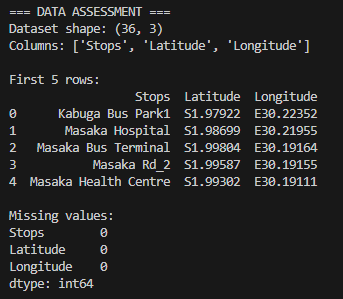 === DATA ASSESSMENT ===
Dataset shape: (36, 3)
Columns: ['Stops', 'Latitude', 'Longitude']
First 5 rows:
Stops Latitude Longitude
0 Kabuga Bus Park1 S1.97922 E30.22352
1 Masaka Hospital S1.98699 E30.21955
2 Masaka Bus Terminal S1.99804 E30.19164
3 Masaka Rd_2 S1.99587 E30.19155
4 Masaka Health Centre S1.99302 E30.19111
Missing values:
Stops 0
Latitude 0
Longitude 0
dtype: int64